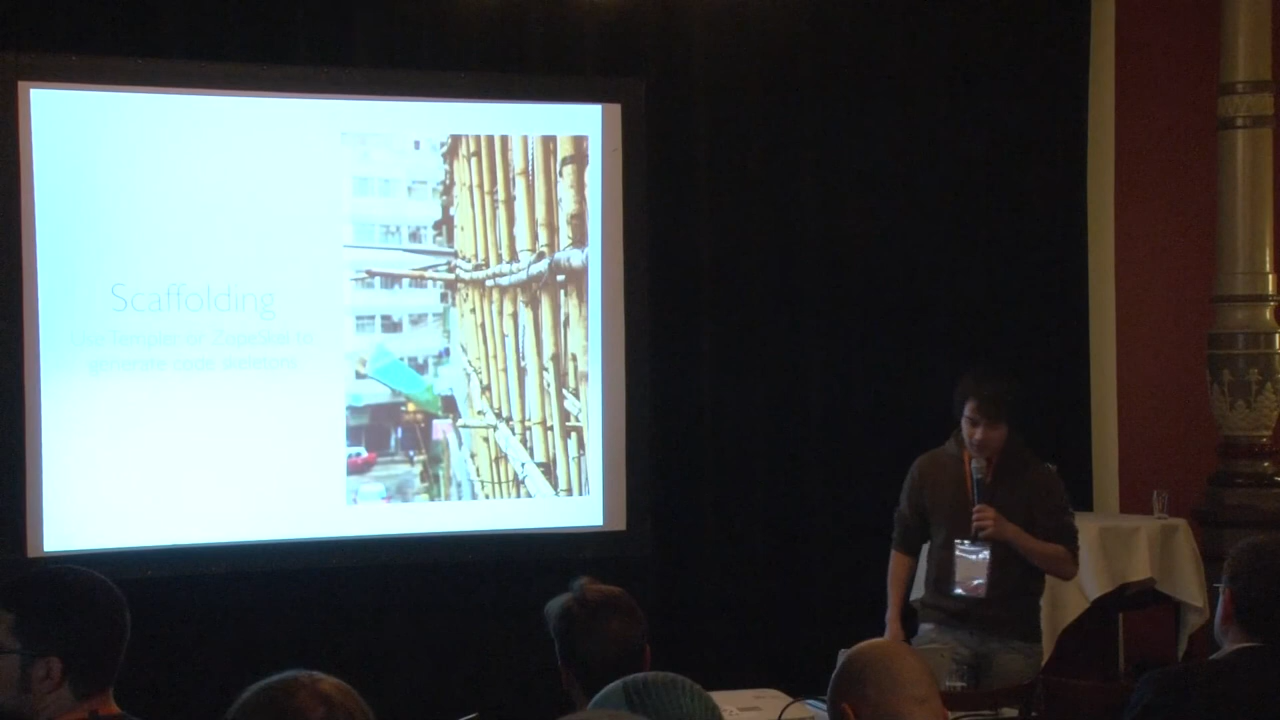 Scaffolding
Use Templer or ZopeSkel to
generate code skeletons